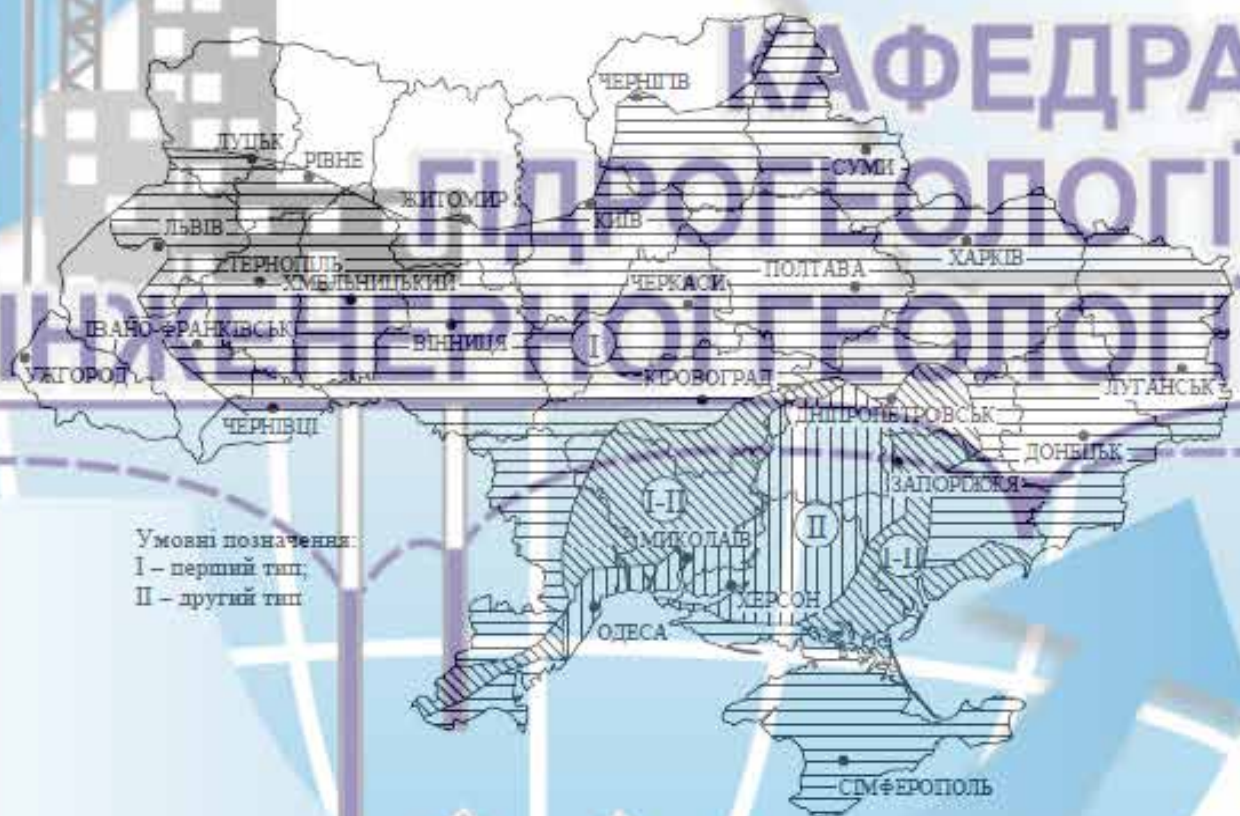 КАФЕДРА
ГІДРОГЕОЛОГІЇ
ІНЖЕНЕРНОЇ ГЕОЛОГІЇ
ЧЕРНІГІВ
ЛУЦЬК
РІВНЕ
СУМИ
ЖИТОМИР
КИЇВ
ЛЬВІВ
ТЕРНОПІЛЬ
ХМЕЛЬНИЦЬКИЙ
ЧЕРКАСИ
ПОЛТАВА
ХАРКІВ
ІВАНО-ФРАНКІВСЬК
ВІННИЦЯ
І
УЖГОРОД
КІРОВОГРАД
ЛУГАНСЬК
ЧЕРНІВЦІ
ДНІПРОПЕТРОВСЬК
ДОНЕЦЬК
ЗАПОРІЖЖЯ
І-ІІ
ІІ
МИКОЛАЇВ
І-ІІ
ХЕРСОН
ОДЕСА
СІМФЕРОПОЛЬ
Умовні позначення:
І – перший тип;
ІІ – другий тип